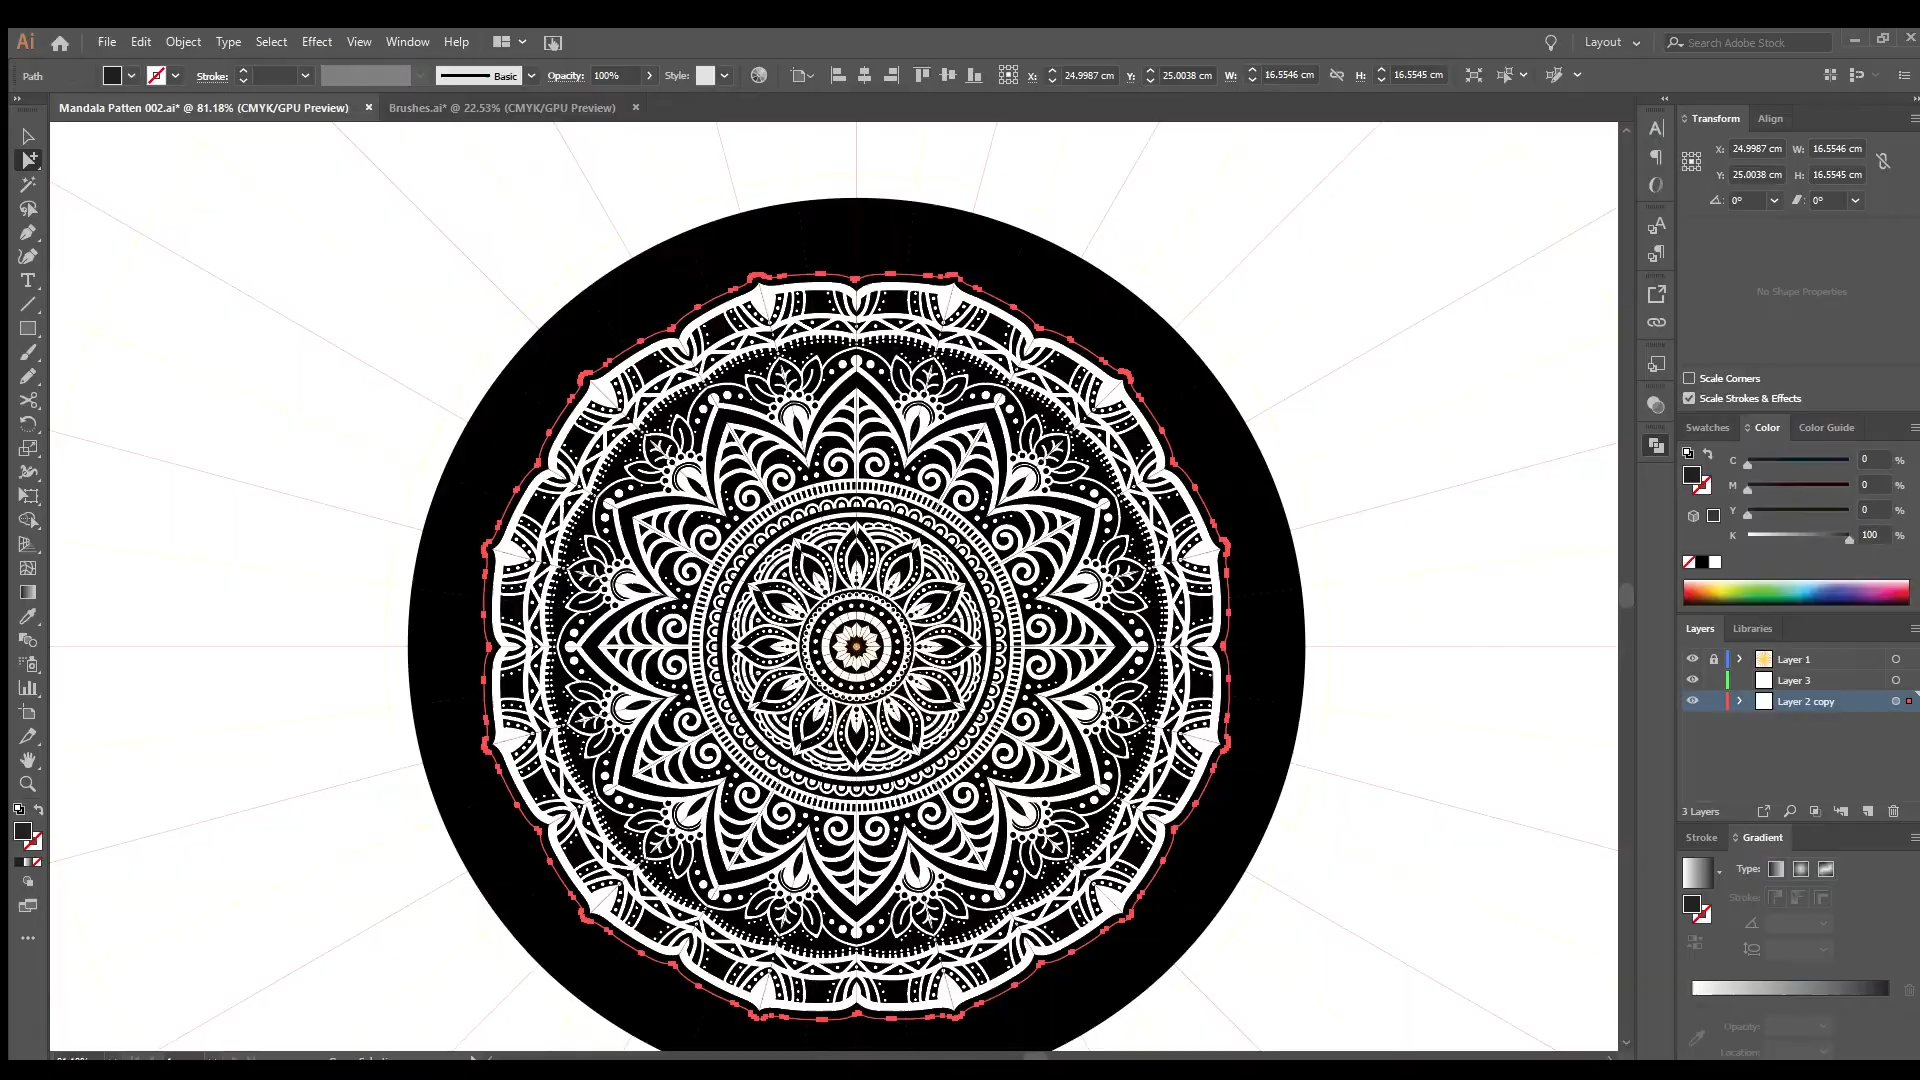 Ai File Edit Object Type Select Effect View Window Help Layout Search Adobe Stock
Path Stroke: Basic Opacity: 100% Style: X: 24.9987 cm Y: 25.0038 cm W: 16.5546 cm H: 16.5545 cm
Mandala Patten 002.ai* @ 81.18% (CMYK/GPU Preview) Brushes.ai* @ 22.53% (CMYK/GPU Preview)
Transform Align
X: 24.9987 cm W: 16.5546 cm
Y: 25.0038 cm H: 16.5545 cm
0° 0°
No Shape Properties
Scale Corners
Scale Strokes & Effects
Swatches Color Color Guide
C 0 %
M 0 %
Y 0 %
K 100 %
Layers Libraries
Layer 1
Layer 3
Layer 2 copy
3 Layers
Stroke Gradient
Type:
Stroke:
Opacity:
Location: